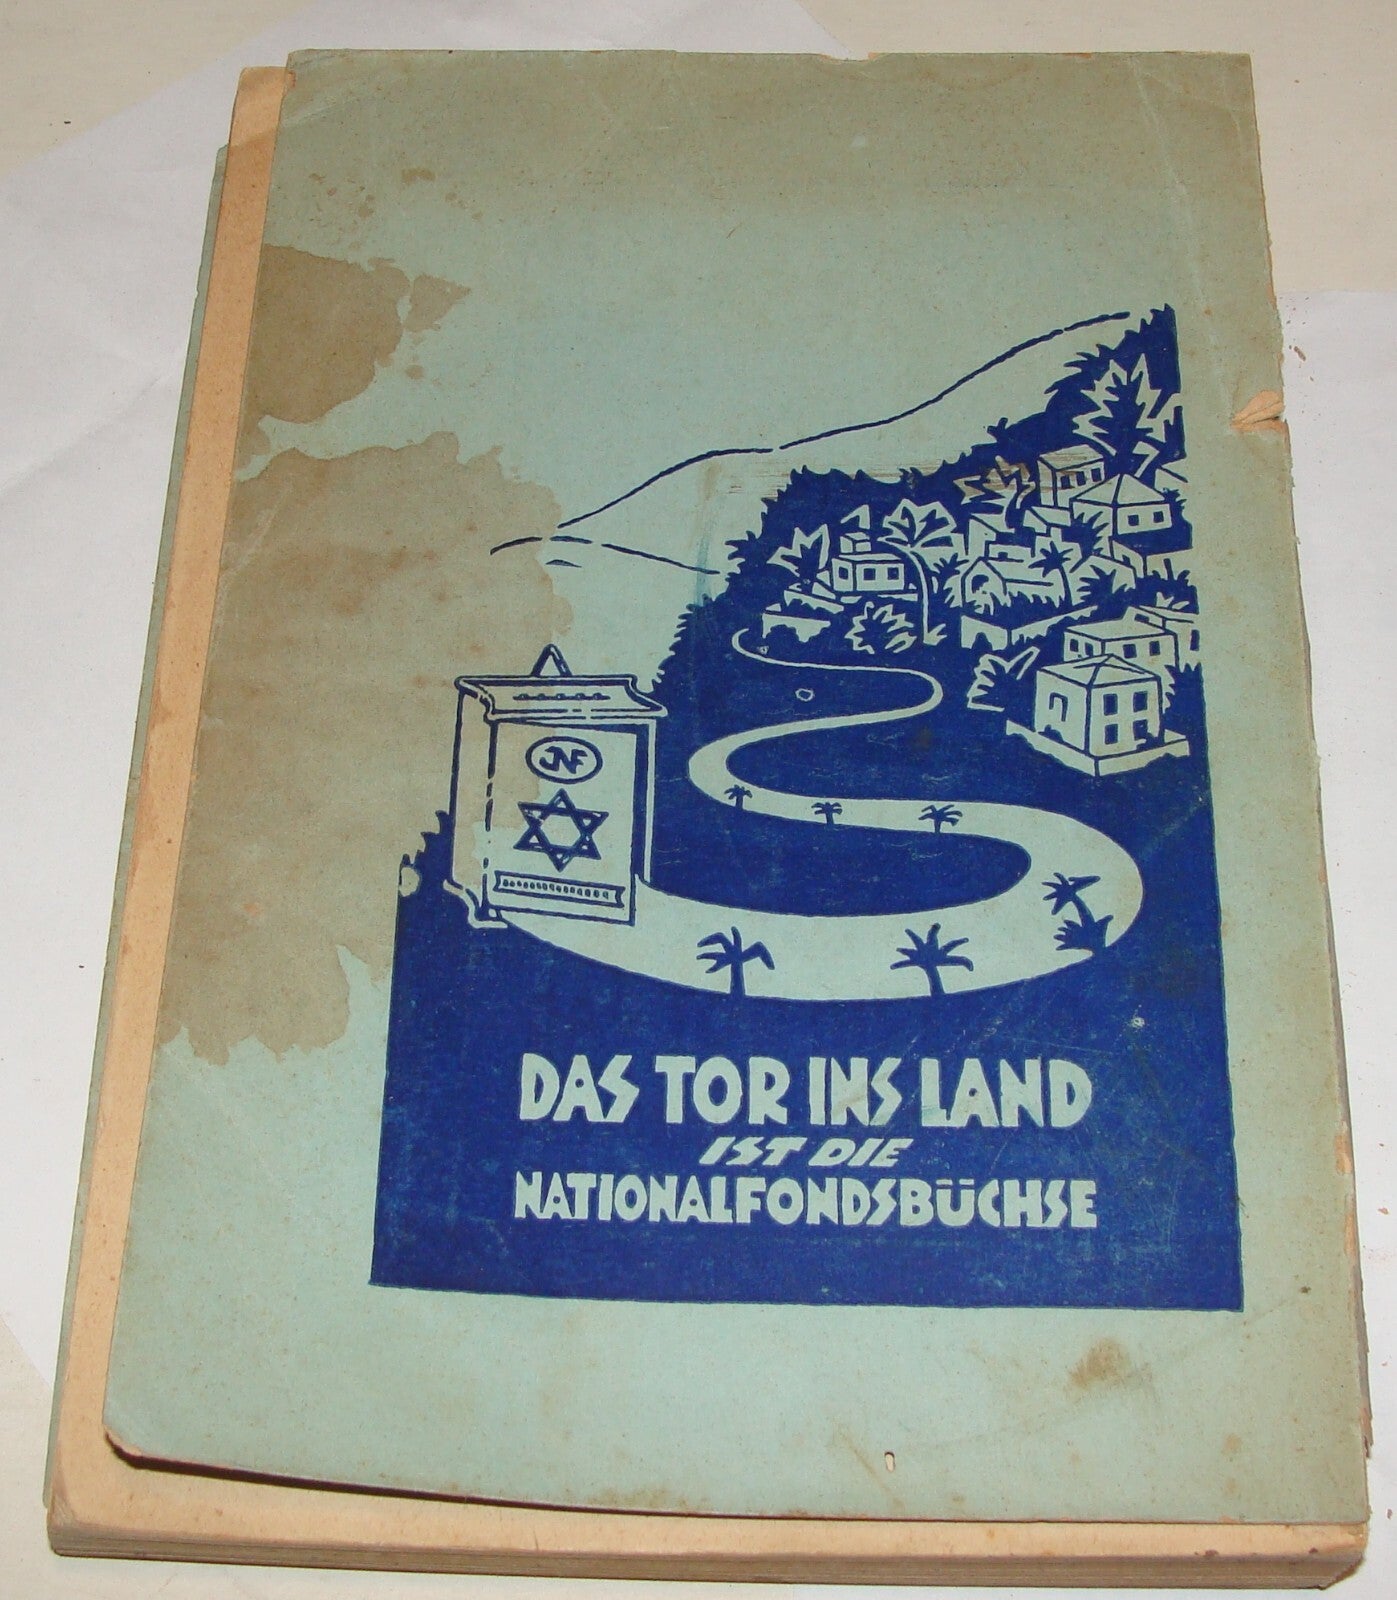 JNF
DAS TOR INS LAND
IST DIE
NATIONALFONDSBÜCHSE